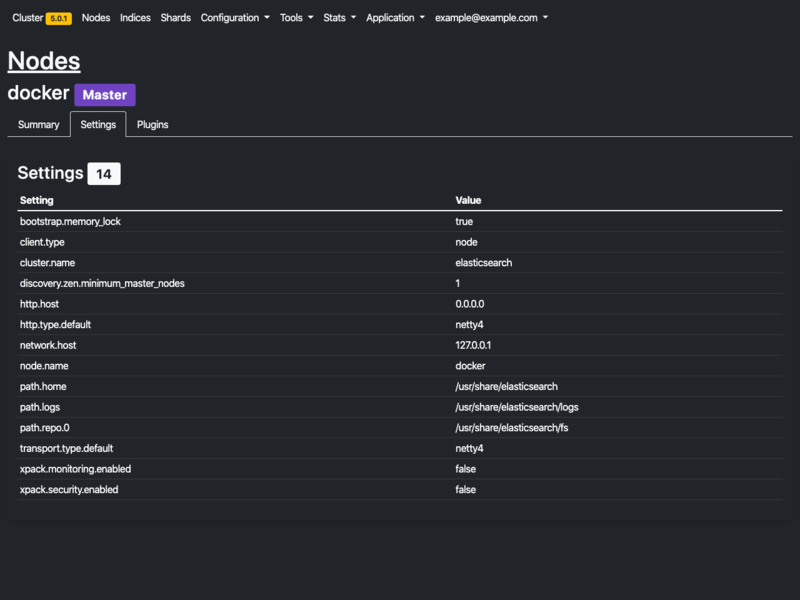 Cluster 5.0.1 Nodes Indices Shards Configuration Tools Stats Application example@example.com
Nodes
docker Master
Summary Settings Plugins
Settings 14
Setting Value
bootstrap.memory_lock true
client.type node
cluster.name elasticsearch
discovery.zen.minimum_master_nodes 1
http.host 0.0.0.0
http.type.default netty4
network.host 127.0.0.1
node.name docker
path.home /usr/share/elasticsearch
path.logs /usr/share/elasticsearch/logs
path.repo.0 /usr/share/elasticsearch/fs
transport.type.default netty4
xpack.monitoring.enabled false
xpack.security.enabled false